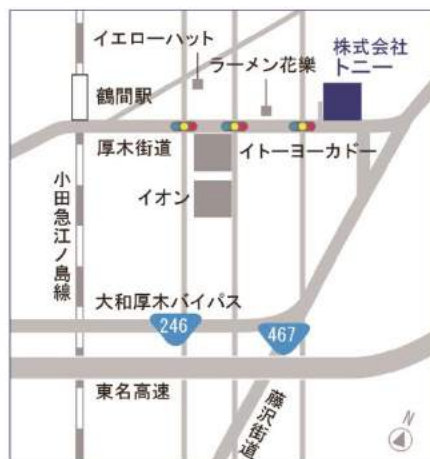 イエローハット
株式会社
トニー
ラーメン花樂
鶴間駅
厚木街道
イトーヨーカドー
イオン
小田急江ノ島線
大和厚木バイパス
246
467
東名高速
藤沢街道
N